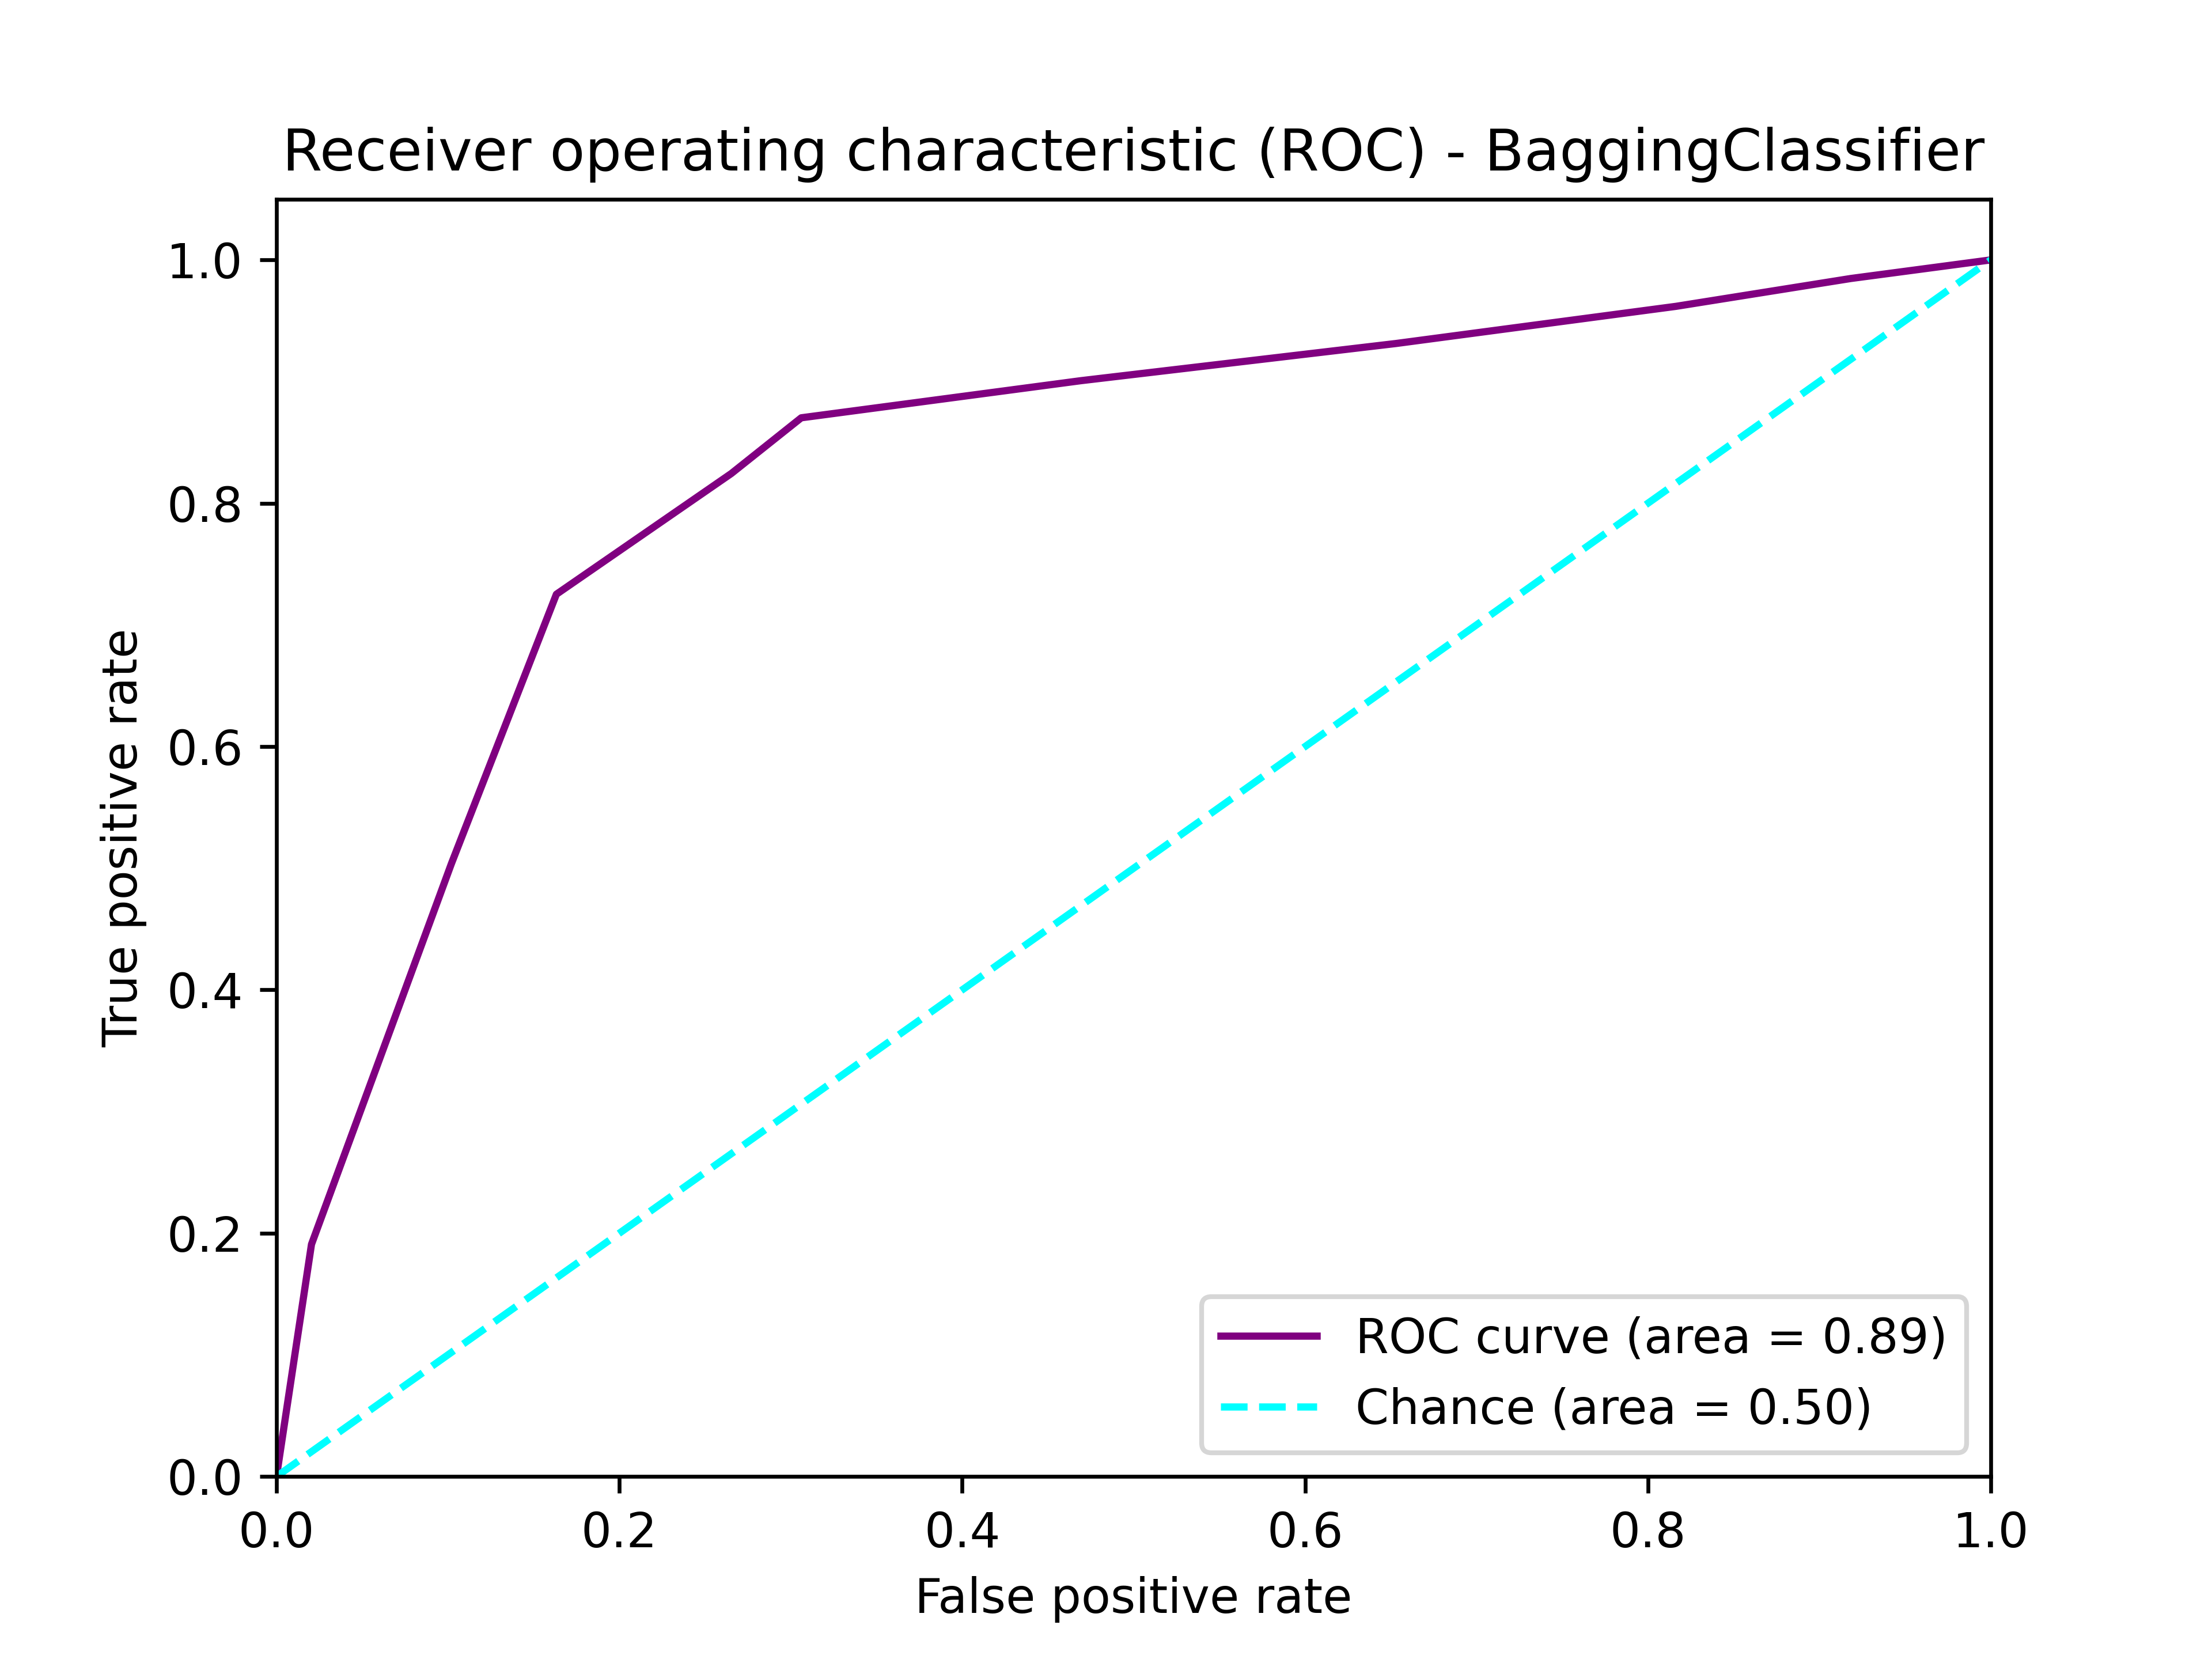 Receiver operating characteristic (ROC) - BaggingClassifier
1.0
0.8
0.6
0.4
0.2
0.0
True positive rate
0.0 0.2 0.4 0.6 0.8 1.0
False positive rate
ROC curve (area = 0.89)
Chance (area = 0.50)